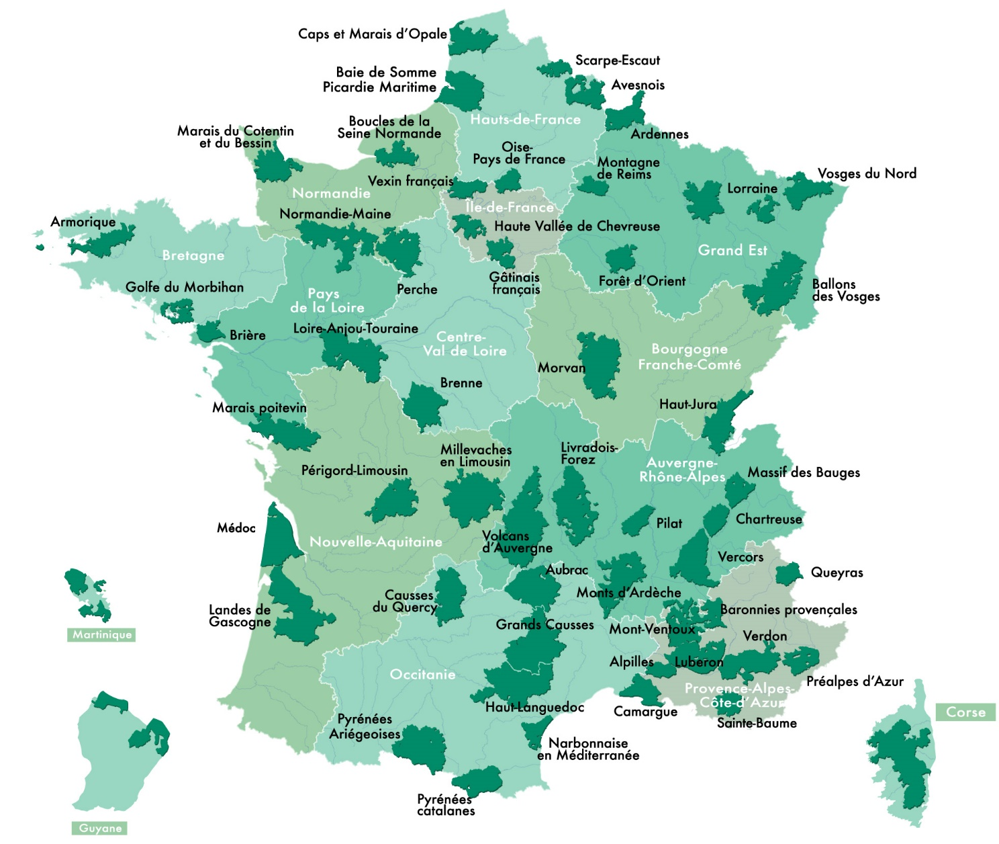 Caps et Marais d'Opale
Scarpe-Escaut
Baie de Somme
Picardie Maritime
Avesnois
Hauts-de-France
Boucles de la
Seine Normande
Marais du Cotentin
et du Bessin
Ardennes
Oise-
Pays de France
Montagne
de Reims
Vosges du Nord
Vexin français
Lorraine
Normandie
Île-de-France
Normandie-Maine
Armorique
Haute Vallée de Chevreuse
Grand Est
Bretagne
Forêt d'Orient
Gâtinais
français
Golfe du Morbihan
Perche
Ballons
des Vosges
Pays
de la Loire
Loire-Anjou-Touraine
Brière
Centre-
Val de Loire
Bourgogne
Franche-Comté
Morvan
Brenne
Haut-Jura
Marais poitevin
Millevaches
en Limousin
Livradois-
Forez
Périgord-Limousin
Auvergne-
Rhône-Alpes
Massif des Bauges
Chartreuse
Pilat
Médoc
Nouvelle-Aquitaine
Volcans
d'Auvergne
Vercors
Aubrac
Queyras
Causses
du Quercy
Monts d'Ardèche
Landes de
Gascogne
Baronnies provençales
Grands Causses
Mont-Ventoux
Verdon
Martinique
Alpilles
Luberon
Occitanie
Préalpes d'Azur
Provence-Alpes-
Côte-d'Azur
Haut-Languedoc
Camargue
Sainte-Baume
Corse
Pyrénées
Ariégeoises
Narbonnaise
en Méditerranée
Pyrénées
catalanes
Guyane